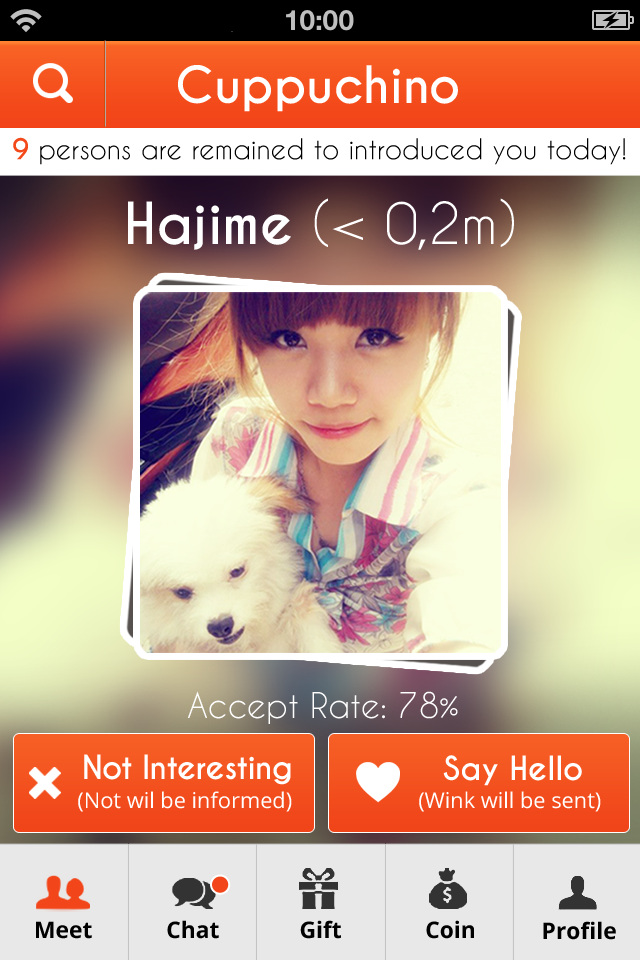 10:00
Cuppuchino
9 persons are remained to introduced you today!
Hajime (< 0,2m)
Accept Rate: 78%
Not Interesting
(Not wil be informed)
Say Hello
(Wink will be sent)
$
Meet
Chat
Gift
Coin
Profile